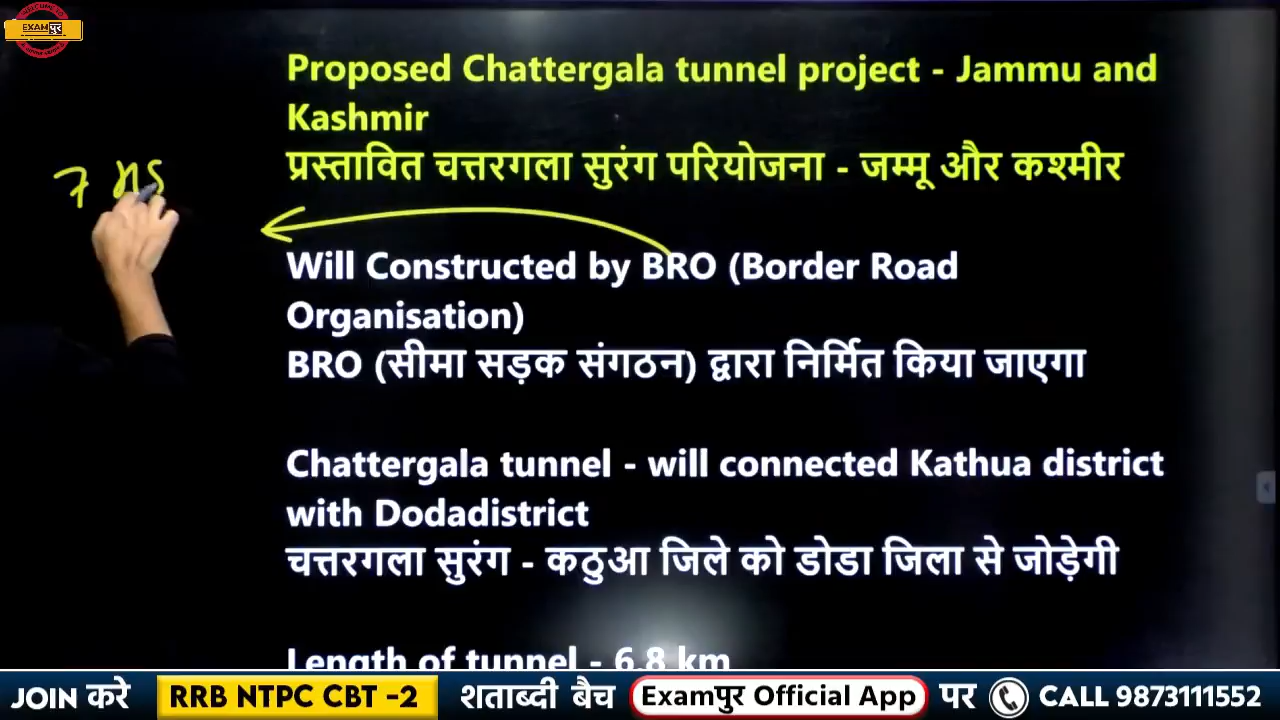 EXAMपुर
Proposed Chattergala tunnel project - Jammu and
Kashmir
प्रस्तावित चत्तरगला सुरंग परियोजना - जम्मू और कश्मीर
7
Will Constructed by BRO (Border Road
Organisation)
BRO (सीमा सड़क संगठन) द्वारा निर्मित किया जाएगा
Chattergala tunnel - will connected Kathua district
with Dodadistrict
चत्तरगला सुरंग - कठुआ जिले को डोडा जिला से जोड़ेगी
Length of tunnel - 6.8 km
JOIN करे RRB NTPC CBT -2 शताब्दी बैच Examपुर Official App पर CALL 9873111552